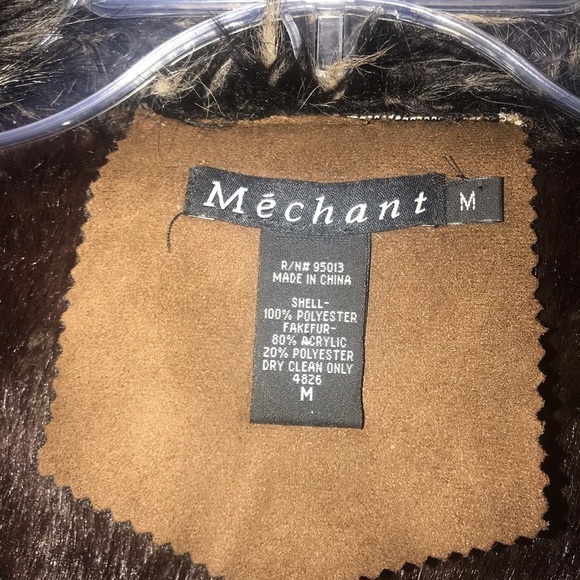 Méchant M
R/N# 95013
MADE IN CHINA
SHELL-
100% POLYESTER
FAKEFUR-
80% ACRYLIC
20% POLYESTER
DRY CLEAN ONLY
4826
M